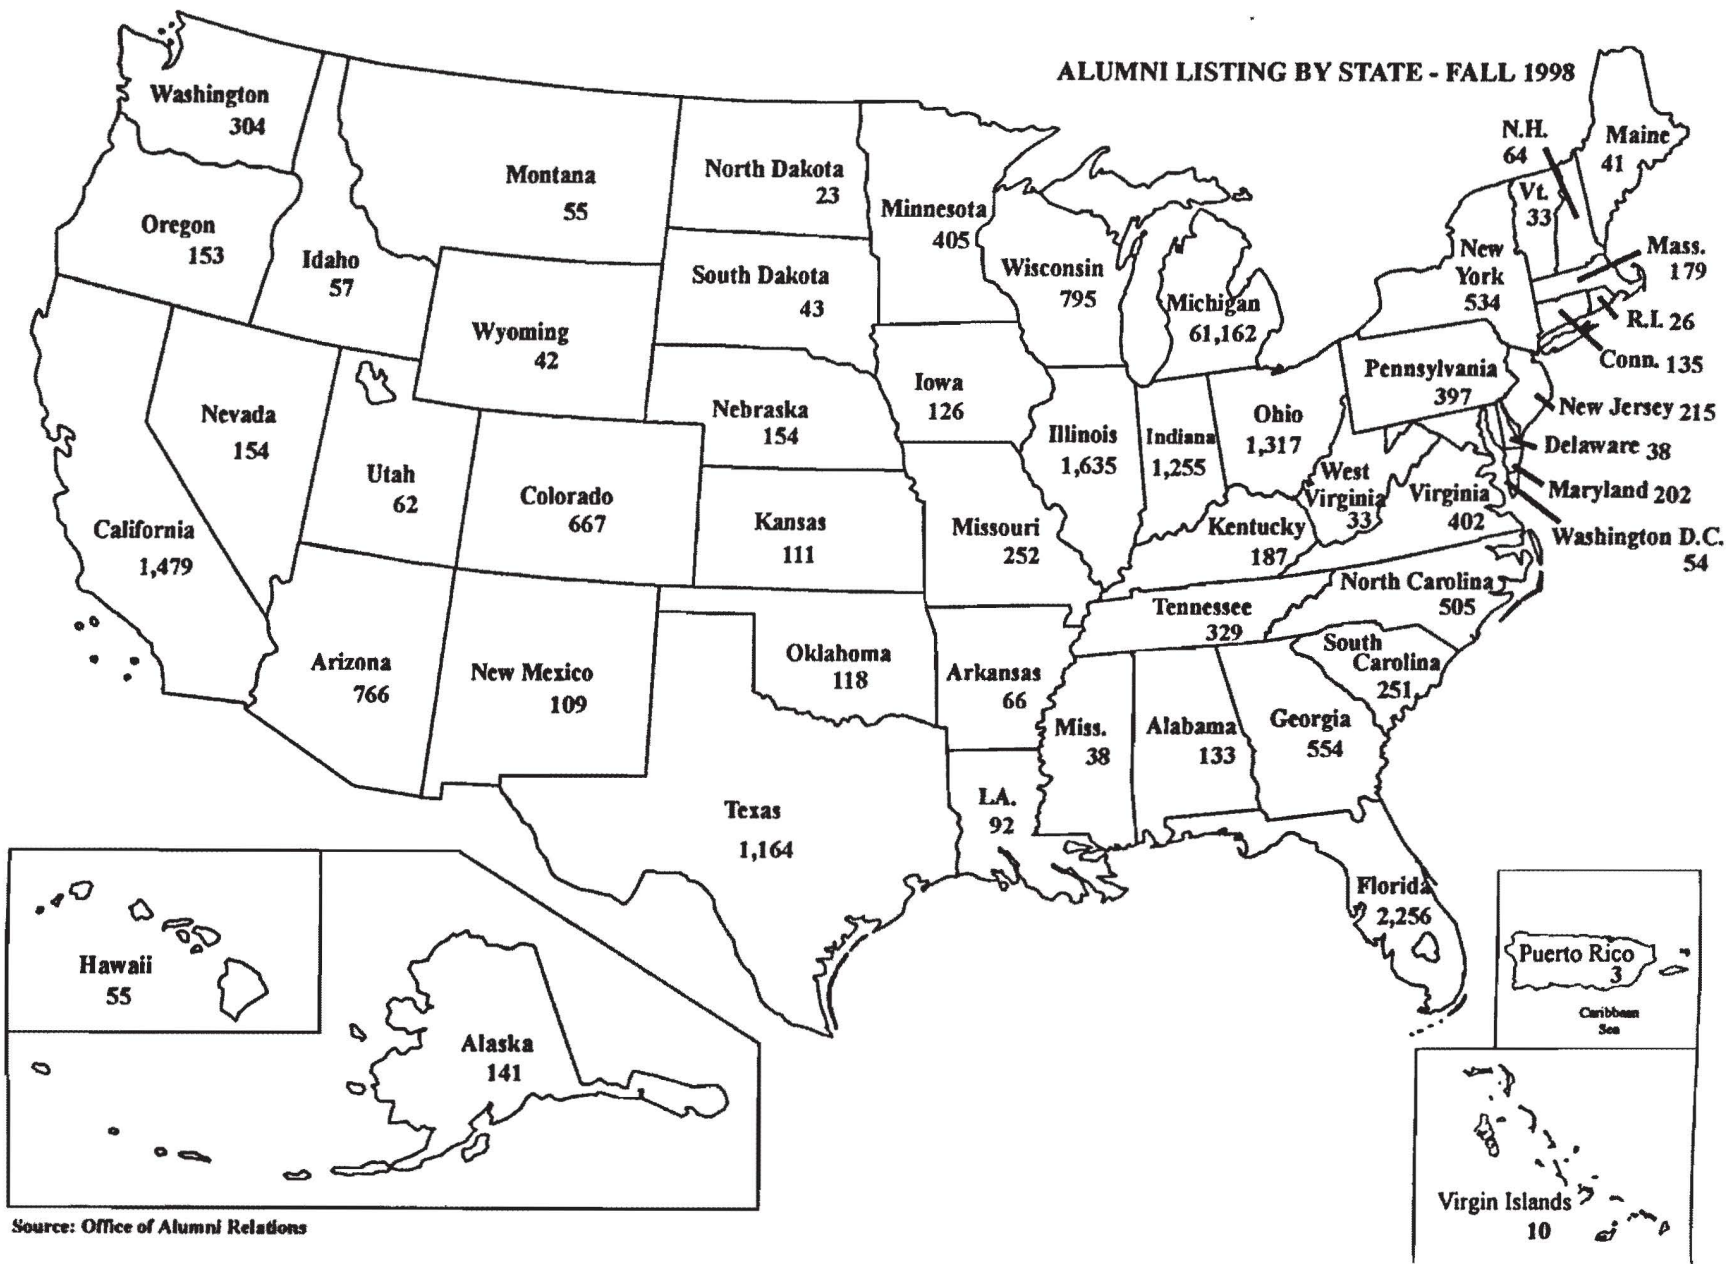 ALUMNI LISTING BY STATE - FALL 1998
Washington
304
Oregon
153
Idaho
57
Montana
55
North Dakota
23
Minnesota
405
South Dakota
43
Wyoming
42
Wisconsin
795
Michigan
61,162
N.H.
64
Maine
41
Vt.
33
New
York
534
Mass.
179
R.I. 26
Conn. 135
Pennsylvania
397
New Jersey 215
Delaware 38
Maryland 202
Washington D.C.
54
Nevada
154
Utah
62
Colorado
667
Nebraska
154
Iowa
126
Illinois
1,635
Indiana
1,255
Ohio
1,317
West
Virginia
33
Virginia
402
California
1,479
Kansas
111
Missouri
252
Kentucky
187
North Carolina
505
Tennessee
329
South
Carolina
251
Arizona
766
New Mexico
109
Oklahoma
118
Arkansas
66
Miss.
38
Alabama
133
Georgia
554
Texas
1,164
LA.
92
Florida
2,256
Hawaii
55
Alaska
141
Puerto Rico
3
Caribbean
Sea
Virgin Islands
10
Source: Office of Alumni Relations